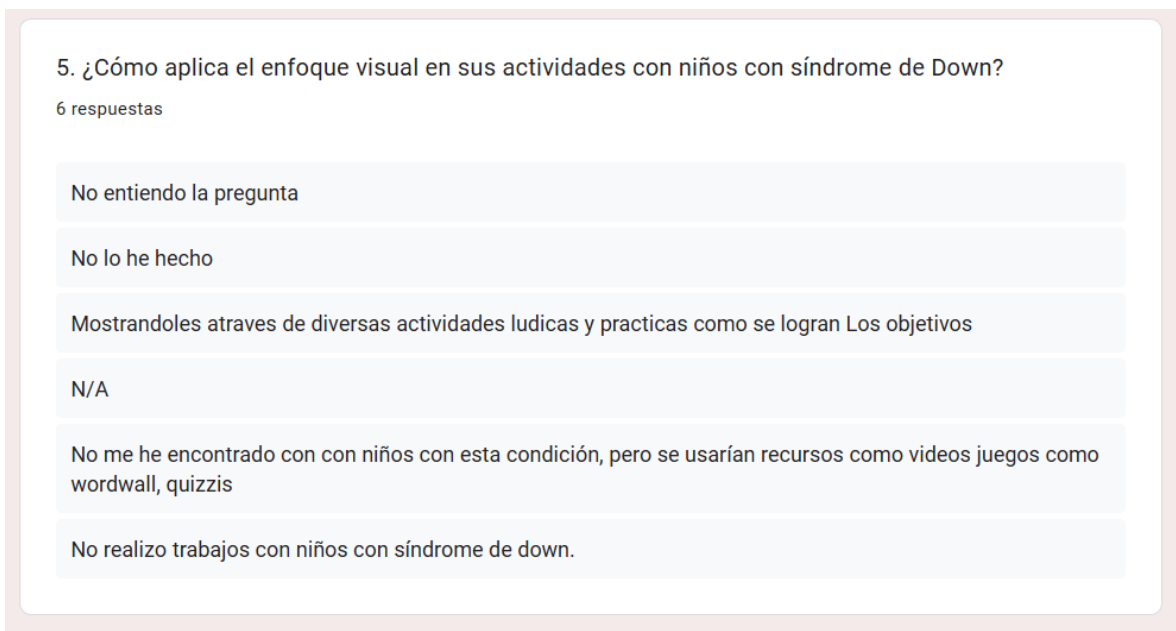 5. ¿Cómo aplica el enfoque visual en sus actividades con niños con síndrome de Down?
6 respuestas
No entiendo la pregunta
No lo he hecho
Mostrandoles atraves de diversas actividades ludicas y practicas como se logran Los objetivos
N/A
No me he encontrado con con niños con esta condición, pero se usarían recursos como videos juegos como
wordwall, quizzis
No realizo trabajos con niños con síndrome de down.